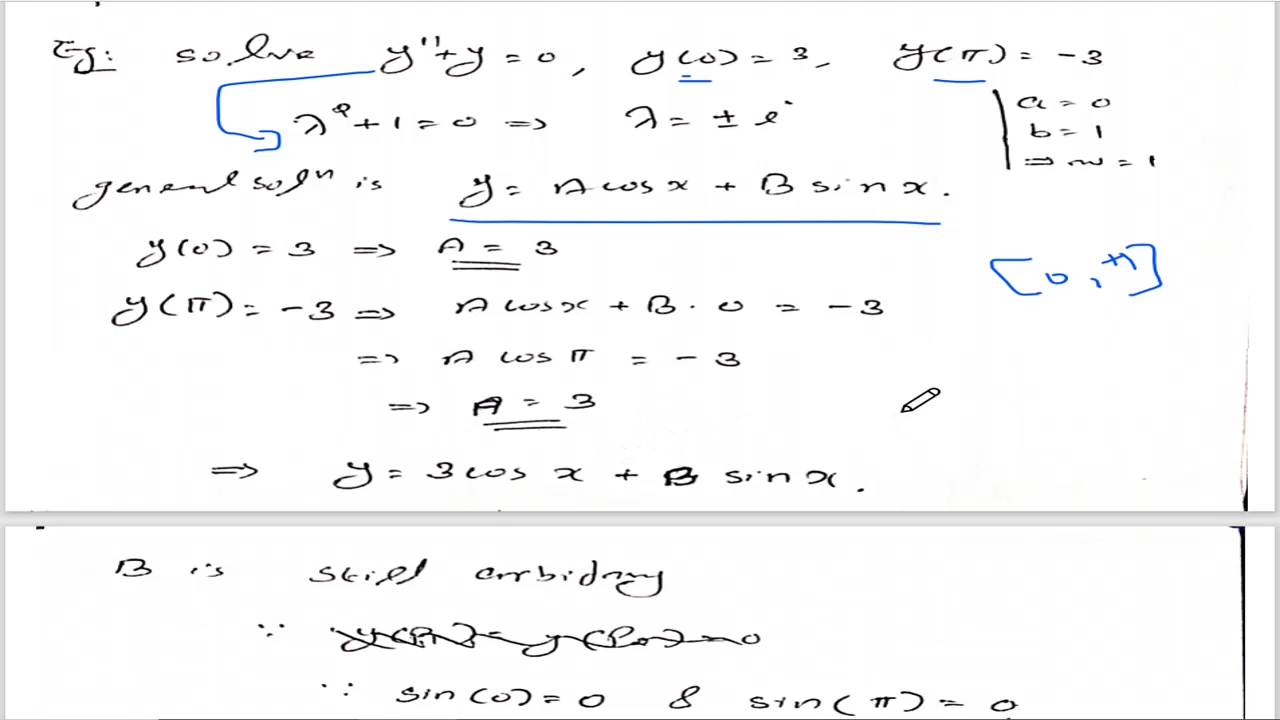 Eg: solve y'' + y = 0, y(0) = 3, y(π) = -3
λ² + 1 = 0 => λ = ± i
a = 0
b = 1
=> w = 1
general solⁿ is y = A cos x + B sin x.
y(0) = 3 => A = 3
[0, π]
y(π) = -3 => A cos x + B · 0 = -3
=> A cos π = -3
=> A = 3
=> y = 3 cos x + B sin x.
B is still arbidary
∵ sin(0) = 0 & sin(π) = 0